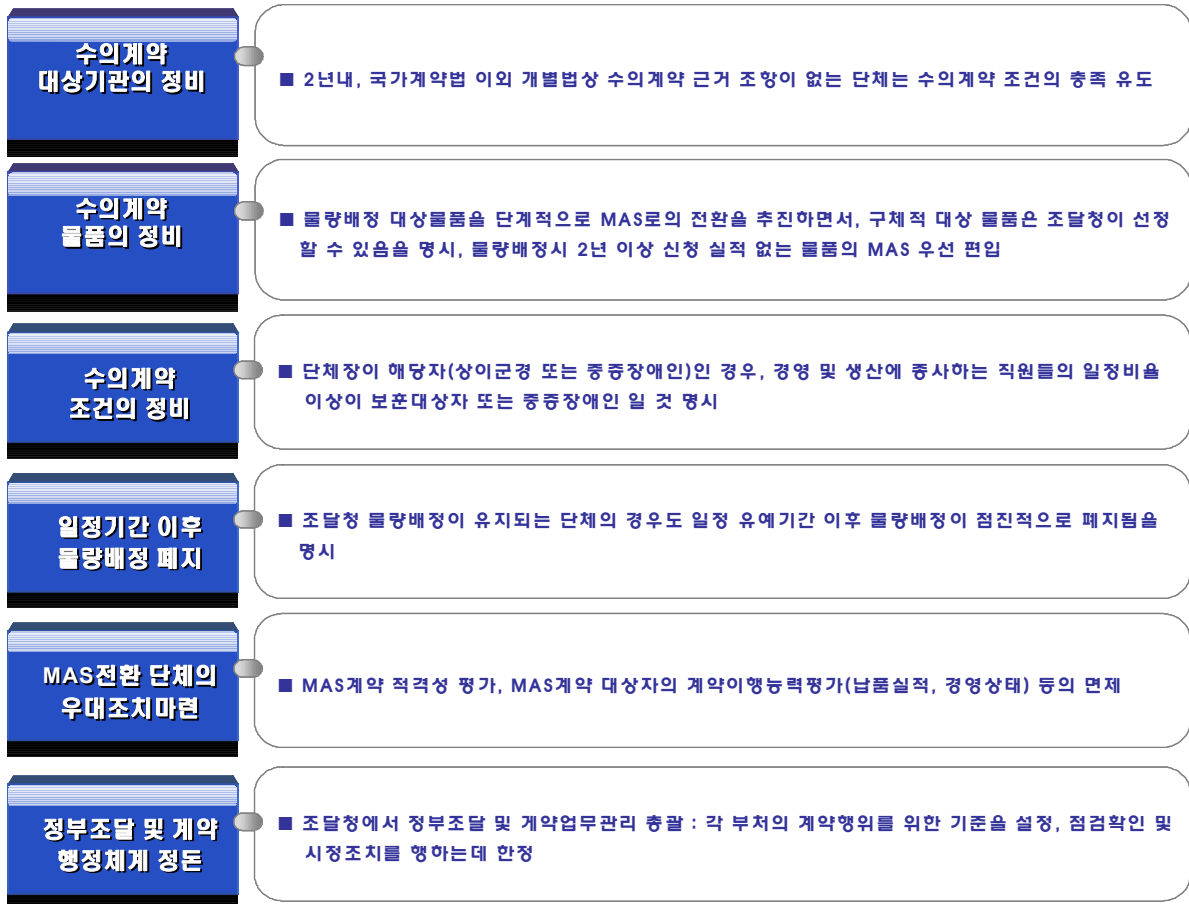 수의계약
대상기관의 정비
■ 2년내, 국가계약법 이외 개별법상 수의계약 근거 조항이 없는 단체는 수의계약 조건의 충족 유도
수의계약
물품의 정비
■ 물량배정 대상물품을 단계적으로 MAS로의 전환을 추진하면서, 구체적 대상 물품은 조달청이 선정
할 수 있음을 명시, 물량배정시 2년 이상 신청 실적 없는 물품의 MAS 우선 편입
수의계약
조건의 정비
■ 단체장이 해당자(상이군경 또는 중증장애인)인 경우, 경영 및 생산에 종사하는 직원들의 일정비율
이상이 보훈대상자 또는 중증장애인 일 것 명시
일정기간 이후
물량배정 폐지
■ 조달청 물량배정이 유지되는 단체의 경우도 일정 유예기간 이후 물량배정이 점진적으로 폐지됨을
명시
MAS전환 단체의
우대조치마련
■ MAS계약 적격성 평가, MAS계약 대상자의 계약이행능력평가(납품실적, 경영상태) 등의 면제
정부조달 및 계약
행정체계 정돈
■ 조달청에서 정부조달 및 계약업무관리 총괄 : 각 부처의 계약행위를 위한 기준을 설정, 점검확인 및
시정조치를 행하는데 한정